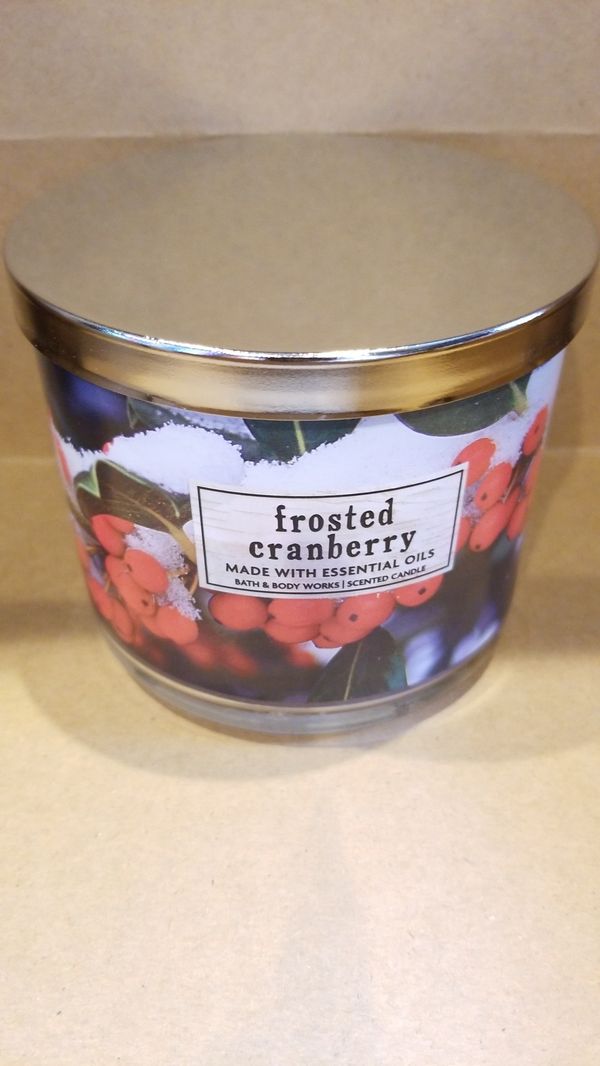 frosted
cranberry
MADE WITH ESSENTIAL OILS
BATH & BODY WORKS | SCENTED CANDLE